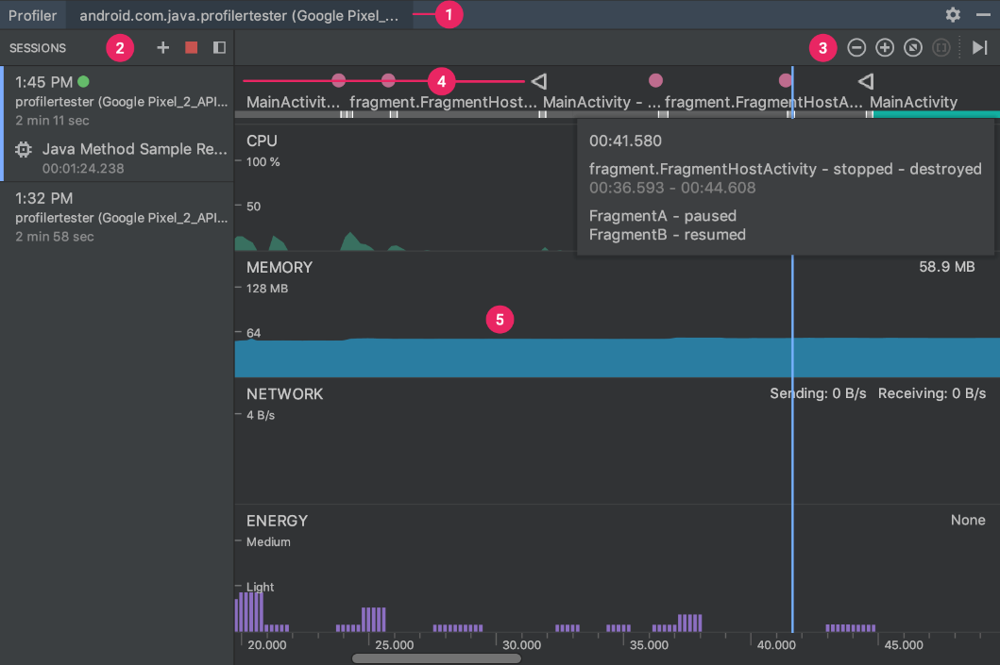 Profiler
android.com.java.profilertester (Google Pixel_...
1
SESSIONS
2
3
1:45 PM
profilertester (Google Pixel_2_API...
2 min 11 sec
Java Method Sample Re...
00:01:24.238
1:32 PM
profilertester (Google Pixel_2_API...
2 min 58 sec
4
MainActivit...
fragment.FragmentHost...
MainActivity - ...
fragment.FragmentHostA...
MainActivity
CPU
100 %
50
00:41.580
fragment.FragmentHostActivity - stopped - destroyed
00:36.593 - 00:44.608
FragmentA - paused
FragmentB - resumed
MEMORY
58.9 MB
128 MB
5
64
NETWORK
Sending: 0 B/s
Receiving: 0 B/s
4 B/s
ENERGY
None
Medium
Light
20.000
25.000
30.000
35.000
40.000
45.000